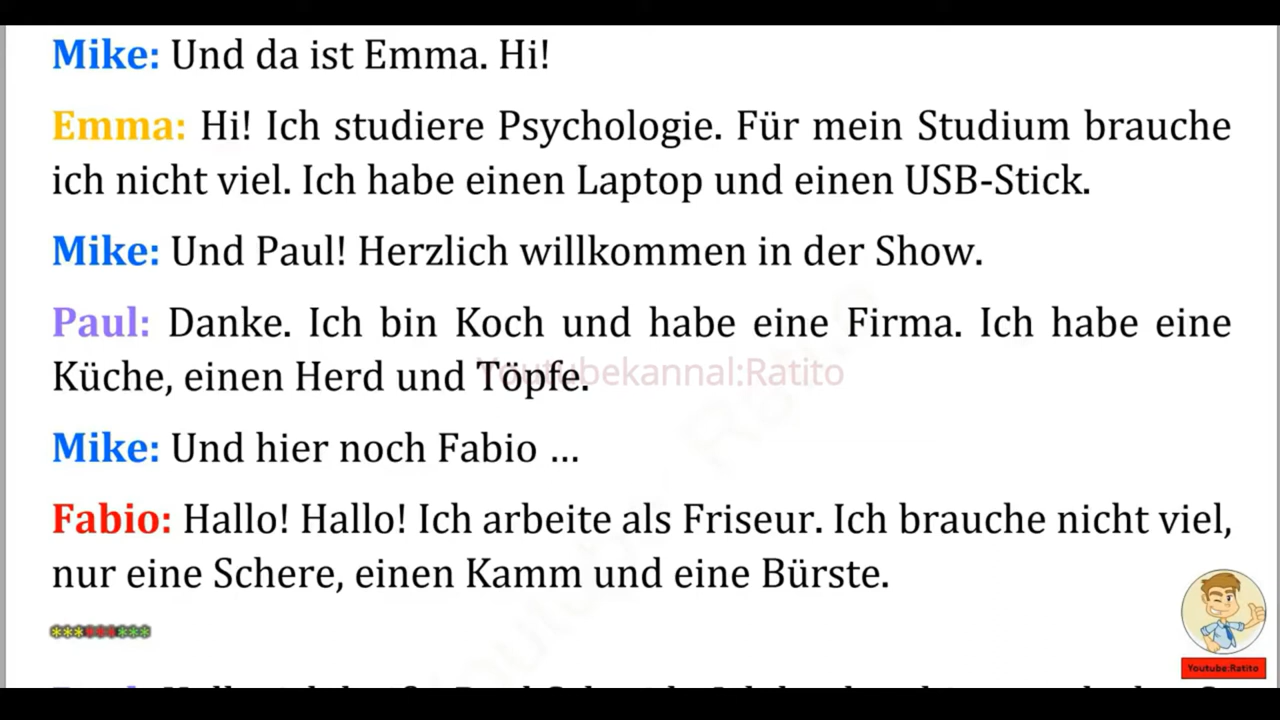 Mike: Und da ist Emma. Hi!
Emma: Hi! Ich studiere Psychologie. Für mein Studium brauche
ich nicht viel. Ich habe einen Laptop und einen USB-Stick.
Mike: Und Paul! Herzlich willkommen in der Show.
Paul: Danke. Ich bin Koch und habe eine Firma. Ich habe eine
Küche, einen Herd und Töpfe.
Youtubekannal:Ratito
Mike: Und hier noch Fabio ...
Fabio: Hallo! Hallo! Ich arbeite als Friseur. Ich brauche nicht viel,
nur eine Schere, einen Kamm und eine Bürste.
*********
Youtube:Ratito